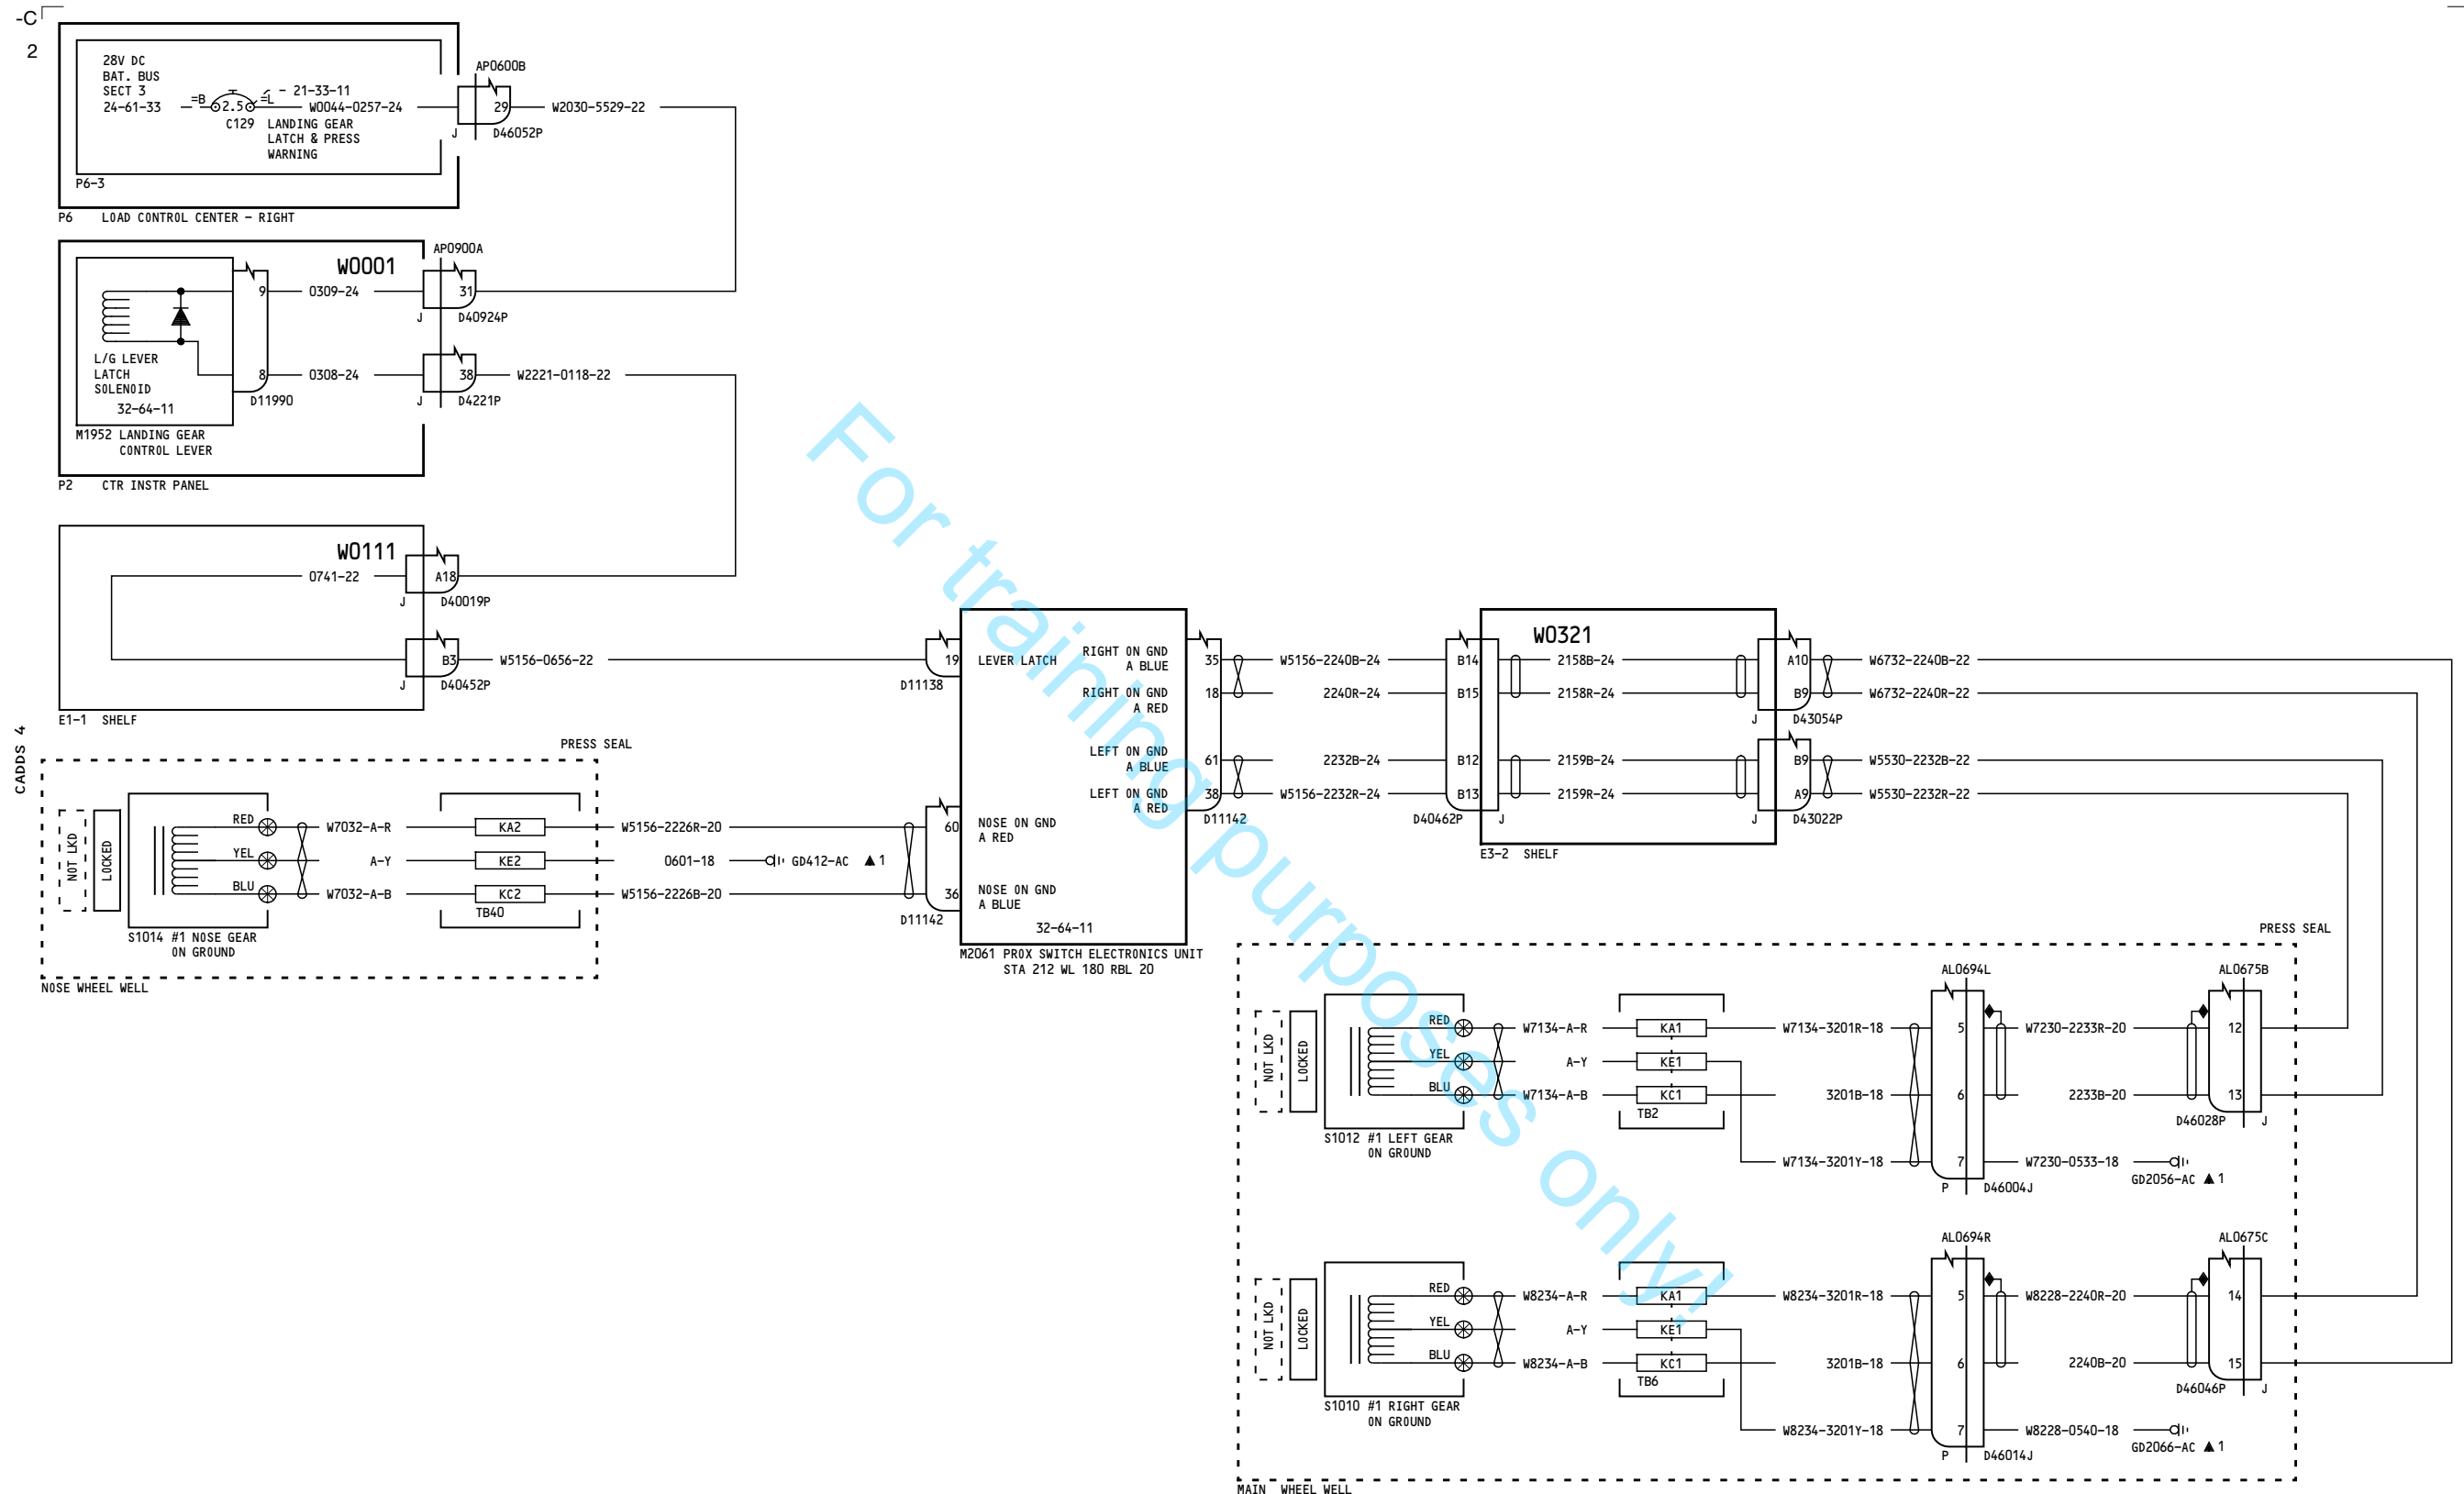 -C
2
28V DC
BAT. BUS
SECT 3
24-61-33
=B
2.5
=L
21-33-11
W0044-0257-24
C129
LANDING GEAR
LATCH & PRESS
WARNING
P6-3
P6 LOAD CONTROL CENTER - RIGHT
AP0600B
29
W2030-5529-22
J
D46052P
W0001
AP0900A
9
0309-24
31
J
D40924P
L/G LEVER
LATCH
SOLENOID
32-64-11
8
0308-24
38
W2221-0118-22
D11990
J
D4221P
M1952 LANDING GEAR
CONTROL LEVER
P2 CTR INSTR PANEL
W0111
0741-22
A18
J
D40019P
B3
W5156-0656-22
J
D40452P
E1-1 SHELF
CADDS 4
PRESS SEAL
NOT LKD
LOCKED
RED
YEL
BLU
W7032-A-R
A-Y
W7032-A-B
KA2
KE2
KC2
TB40
W5156-2226R-20
0601-18
GD412-AC ▲ 1
W5156-2226B-20
S1014 #1 NOSE GEAR
ON GROUND
NOSE WHEEL WELL
19
LEVER LATCH
D11138
60
NOSE ON GND
A RED
36
NOSE ON GND
A BLUE
D11142
32-64-11
M2061 PROX SWITCH ELECTRONICS UNIT
STA 212 WL 180 RBL 20
RIGHT ON GND
A BLUE
35
RIGHT ON GND
A RED
18
LEFT ON GND
A BLUE
61
LEFT ON GND
A RED
38
D11142
W5156-2240B-24
2240R-24
2232B-24
W5156-2232R-24
B14
B15
B12
B13
D40462P
J
W0321
2158B-24
2158R-24
2159B-24
2159R-24
A10
B9
J
D43054P
B9
A9
J
D43022P
E3-2 SHELF
W6732-2240B-22
W6732-2240R-22
W5530-2232B-22
W5530-2232R-22
PRESS SEAL
NOT LKD
LOCKED
RED
YEL
BLU
S1012 #1 LEFT GEAR
ON GROUND
W7134-A-R
A-Y
W7134-A-B
KA1
KE1
KC1
TB2
W7134-3201R-18
3201B-18
W7134-3201Y-18
AL0694L
5
6
7
P
D46004J
W7230-2233R-20
2233B-20
W7230-0533-18
GD2056-AC ▲ 1
AL0675B
12
13
D46028P
J
NOT LKD
LOCKED
RED
YEL
BLU
S1010 #1 RIGHT GEAR
ON GROUND
W8234-A-R
A-Y
W8234-A-B
KA1
KE1
KC1
TB6
W8234-3201R-18
3201B-18
W8234-3201Y-18
AL0694R
5
6
7
P
D46014J
W8228-2240R-20
2240B-20
W8228-0540-18
GD2066-AC ▲ 1
AL0675C
14
15
D46046P
J
MAIN WHEEL WELL
For training purposes only!